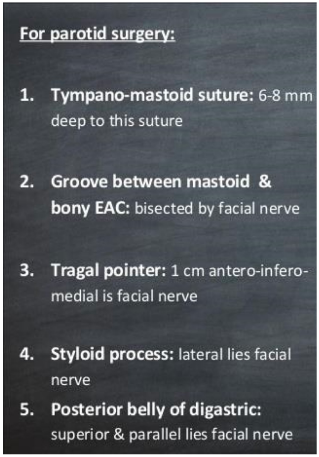 For parotid surgery:
1. Tympano-mastoid suture: 6-8 mm
deep to this suture
2. Groove between mastoid &
bony EAC: bisected by facial nerve
3. Tragal pointer: 1 cm antero-infero-
medial is facial nerve
4. Styloid process: lateral lies facial
nerve
5. Posterior belly of digastric:
superior & parallel lies facial nerve